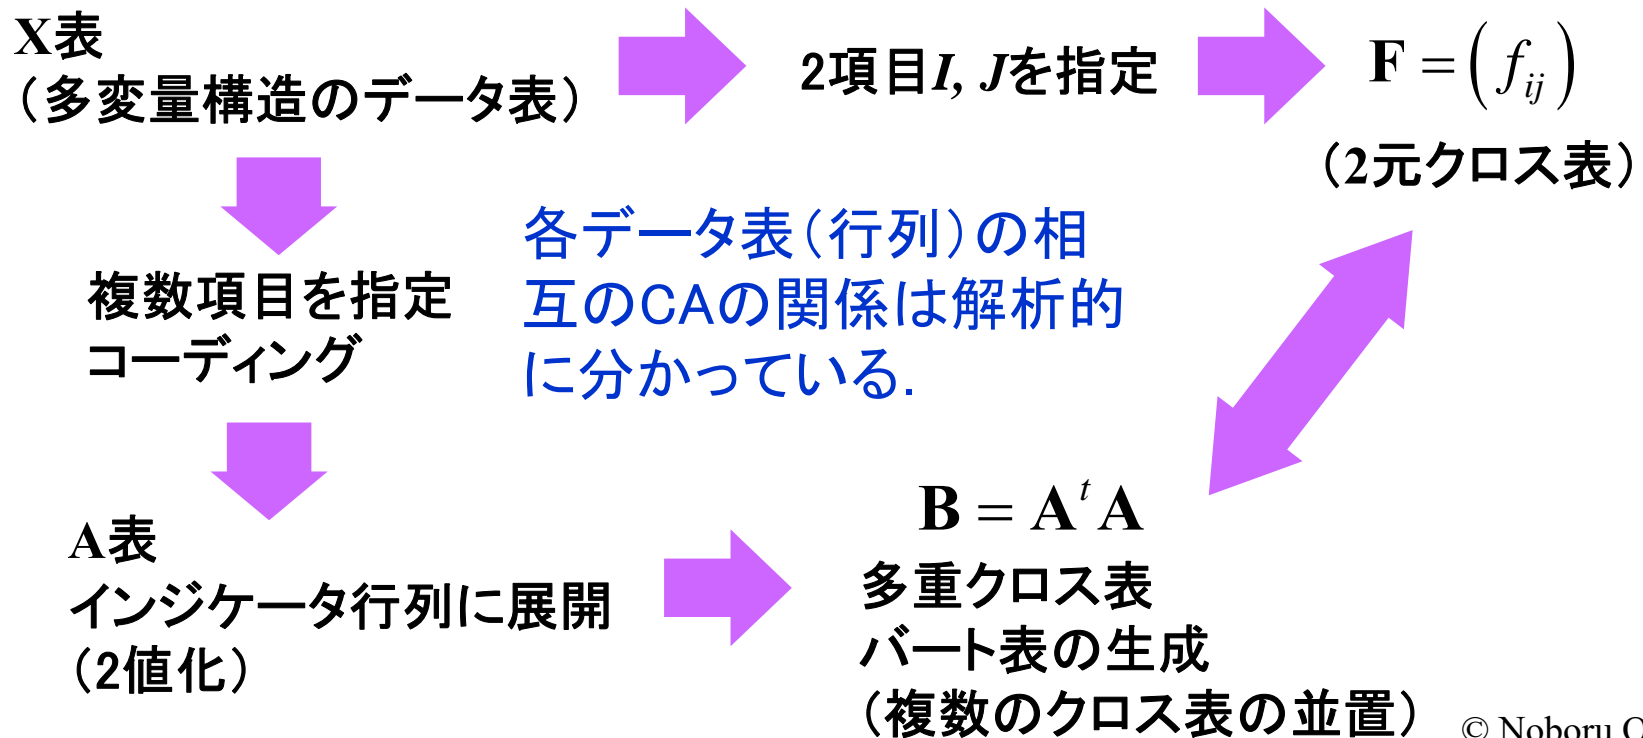 X表
（多変量構造のデータ表）
2項目I, Jを指定
F = ( f_ij )
（2元クロス表）
各データ表（行列）の相
互のCAの関係は解析的
に分かっている.
複数項目を指定
コーディング
A表
インジケータ行列に展開
（2値化）
B = A^t A
多重クロス表
バート表の生成
（複数のクロス表の並置）
© Noboru